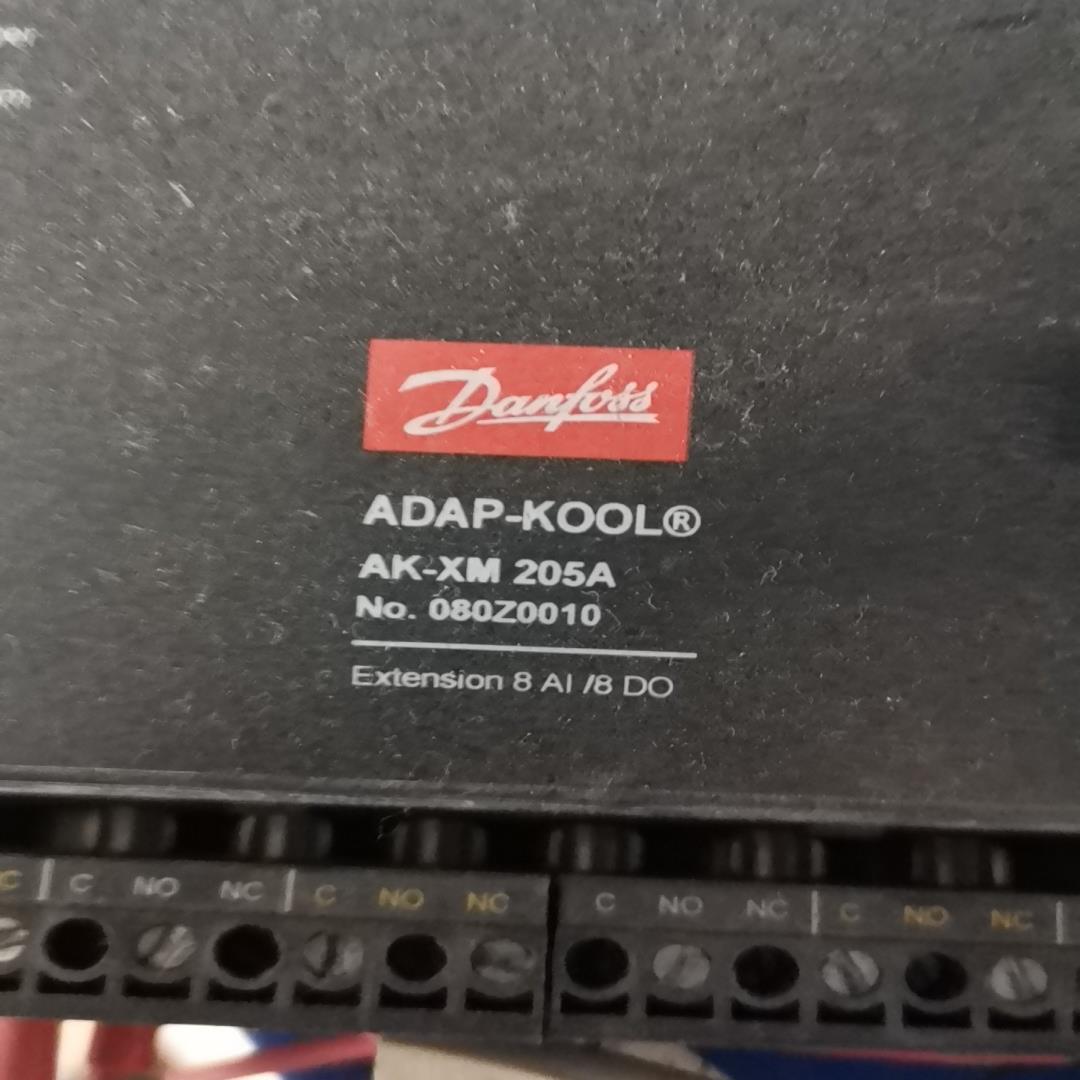 Danfoss
ADAP-KOOL®
AK-XM 205A
No. 080Z0010
Extension 8 AI /8 DO
C NO NC C NO NC C NO NC C NO NC